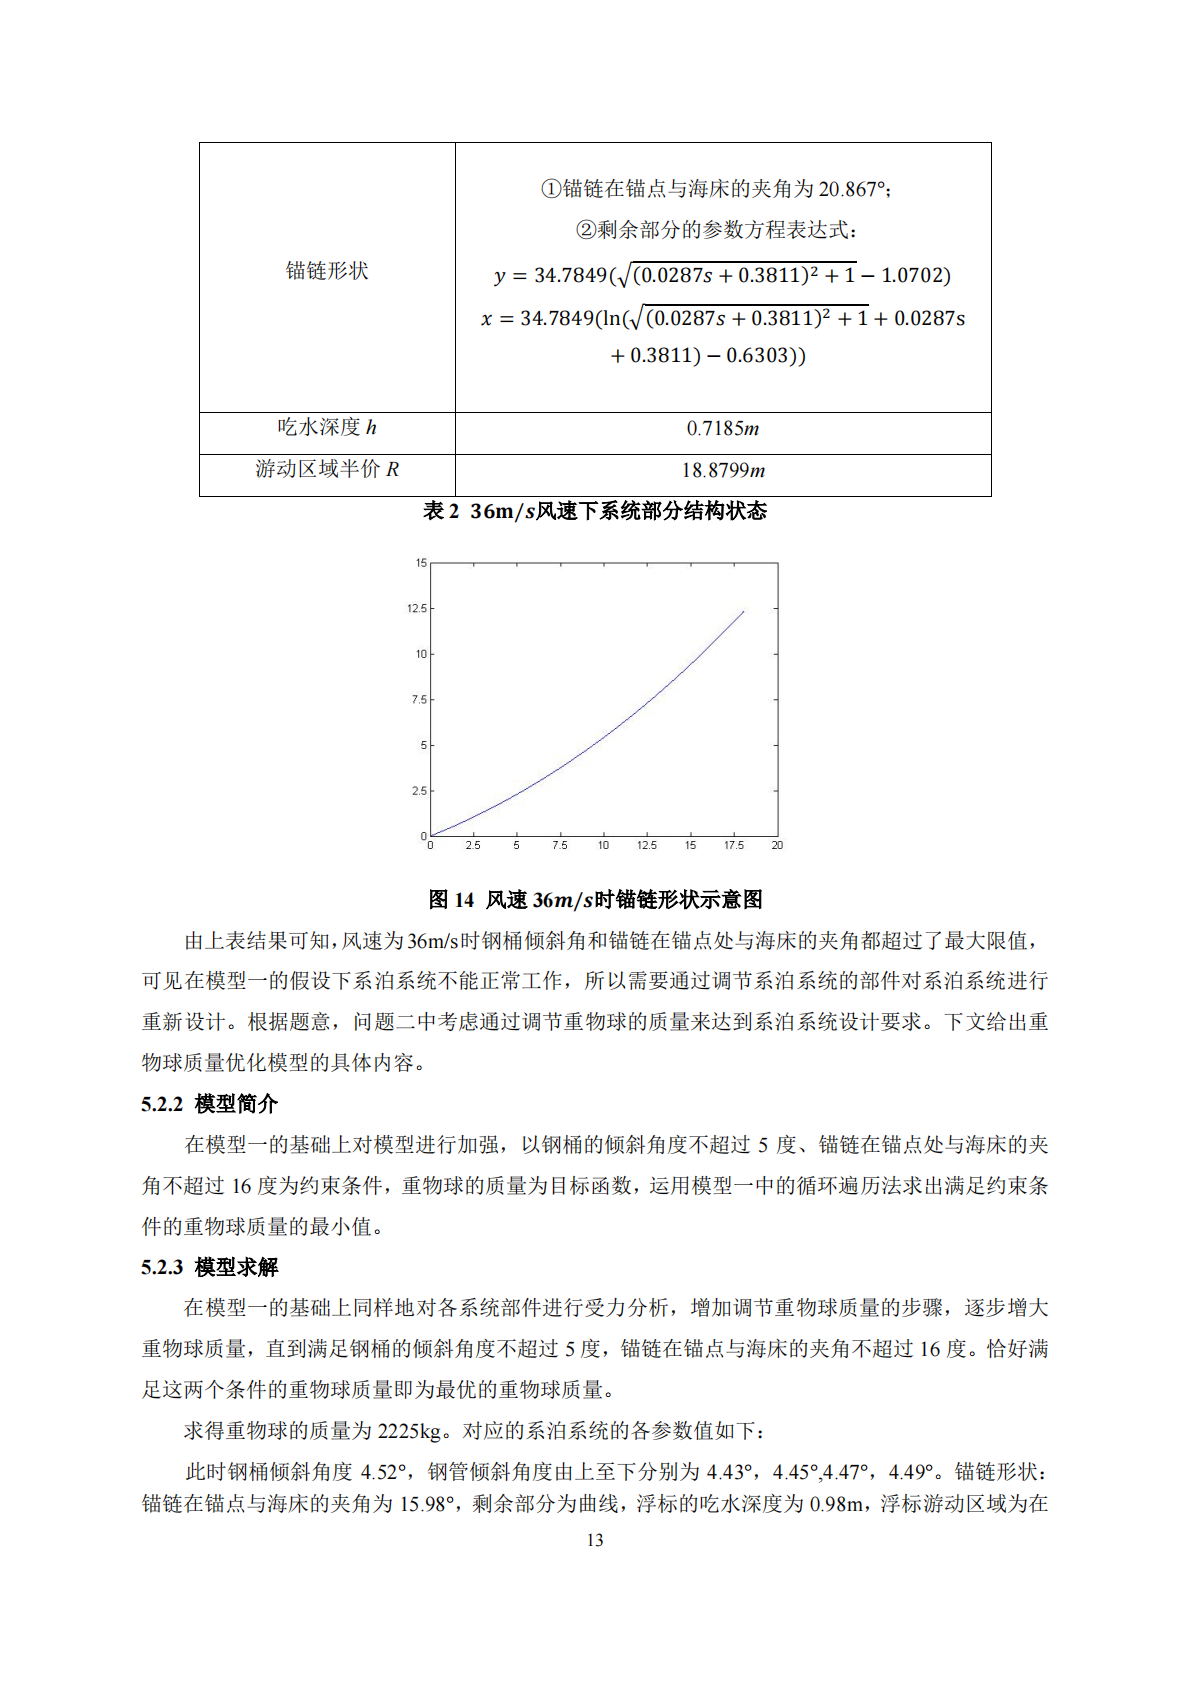 ①锚链在锚点与海床的夹角为 20.867°；
②剩余部分的参数方程表达式：
锚链形状
y = 34.7849(√((0.0287s + 0.3811)² + 1) − 1.0702)
x = 34.7849(ln(√((0.0287s + 0.3811)² + 1) + 0.0287s
+ 0.3811) − 0.6303))
吃水深度 h
0.7185m
游动区域半价 R
18.8799m
表 2 36m/s风速下系统部分结构状态
15
12.5
10
7.5
5
2.5
0
0 2.5 5 7.5 10 12.5 15 17.5 20
图 14 风速 36m/s时锚链形状示意图
由上表结果可知，风速为36m/s时钢桶倾斜角和锚链在锚点处与海床的夹角都超过了最大限值，
可见在模型一的假设下系泊系统不能正常工作，所以需要通过调节系泊系统的部件对系泊系统进行
重新设计。根据题意，问题二中考虑通过调节重物球的质量来达到系泊系统设计要求。下文给出重
物球质量优化模型的具体内容。
5.2.2 模型简介
在模型一的基础上对模型进行加强，以钢桶的倾斜角度不超过 5 度、锚链在锚点处与海床的夹
角不超过 16 度为约束条件，重物球的质量为目标函数，运用模型一中的循环遍历法求出满足约束条
件的重物球质量的最小值。
5.2.3 模型求解
在模型一的基础上同样地对各系统部件进行受力分析，增加调节重物球质量的步骤，逐步增大
重物球质量，直到满足钢桶的倾斜角度不超过 5 度，锚链在锚点与海床的夹角不超过 16 度。恰好满
足这两个条件的重物球质量即为最优的重物球质量。
求得重物球的质量为 2225kg。对应的系泊系统的各参数值如下：
此时钢桶倾斜角度 4.52°，钢管倾斜角度由上至下分别为 4.43°，4.45°,4.47°，4.49°。锚链形状：
锚链在锚点与海床的夹角为 15.98°，剩余部分为曲线，浮标的吃水深度为 0.98m，浮标游动区域为在
13